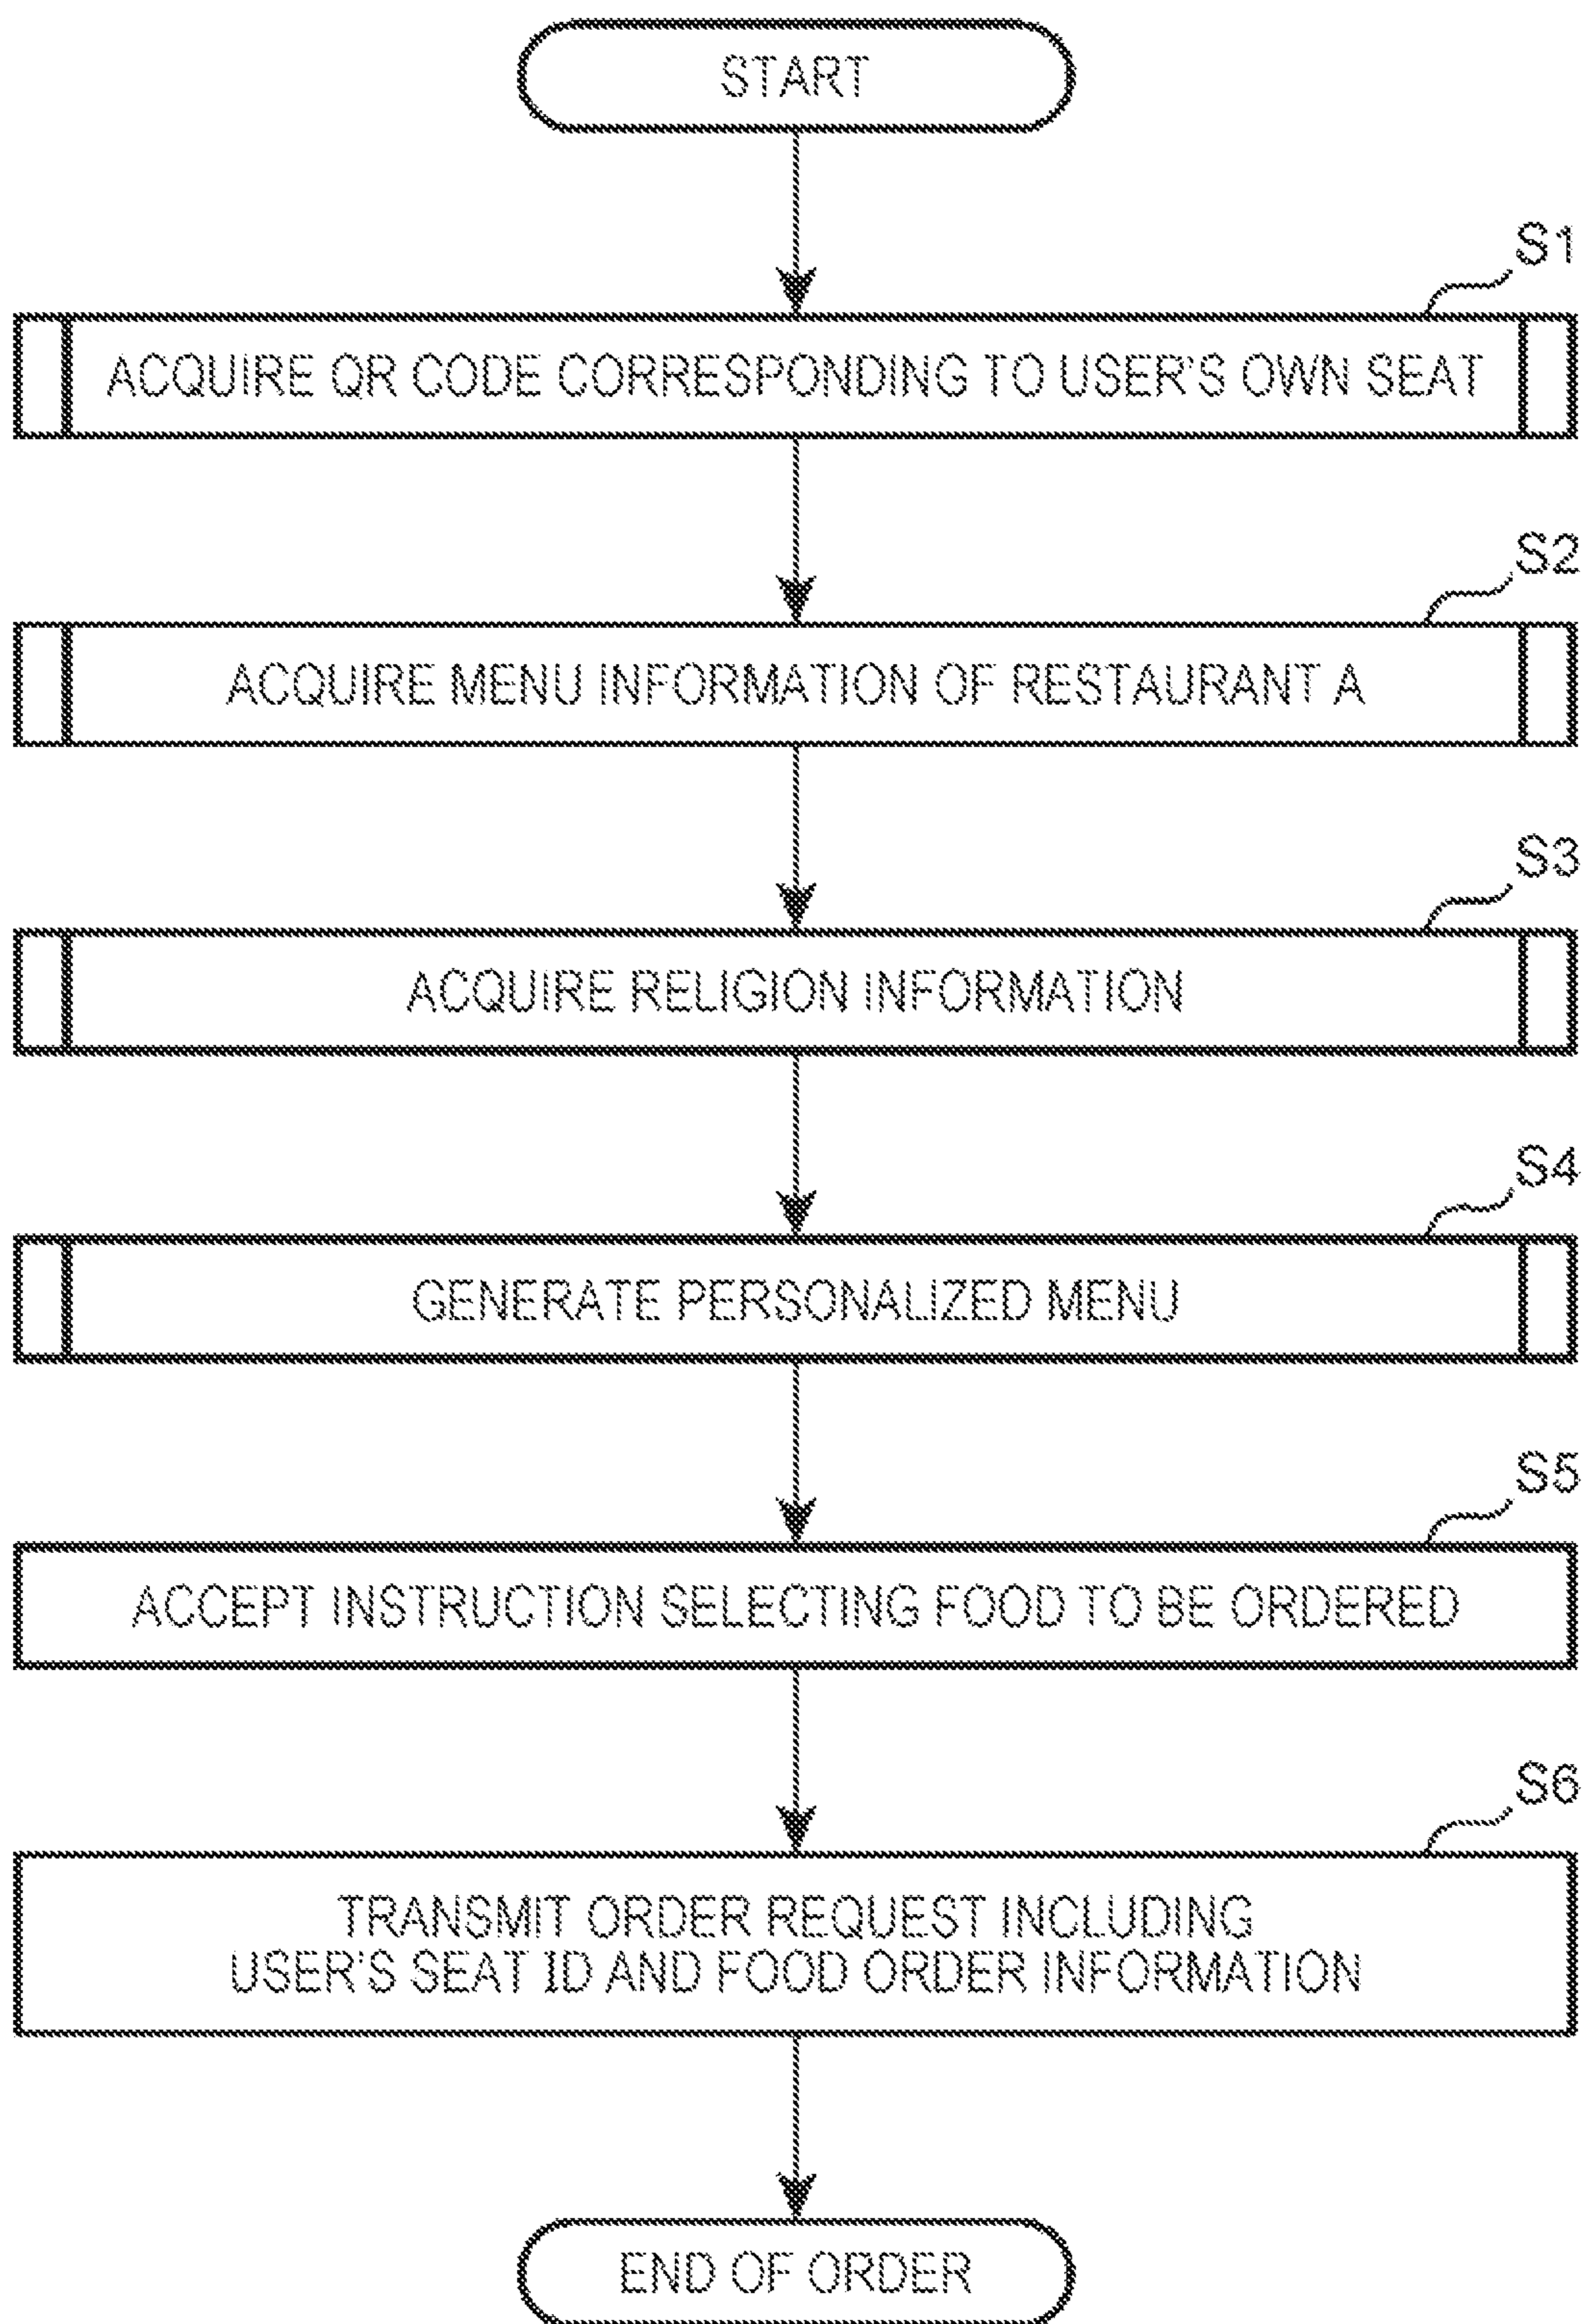 START
S1
ACQUIRE QR CODE CORRESPONDING TO USER'S OWN SEAT
S2
ACQUIRE MENU INFORMATION OF RESTAURANT A
S3
ACQUIRE RELIGION INFORMATION
S4
GENERATE PERSONALIZED MENU
S5
ACCEPT INSTRUCTION SELECTING FOOD TO BE ORDERED
S6
TRANSMIT ORDER REQUEST INCLUDING
USER'S SEAT ID AND FOOD ORDER INFORMATION
END OF ORDER